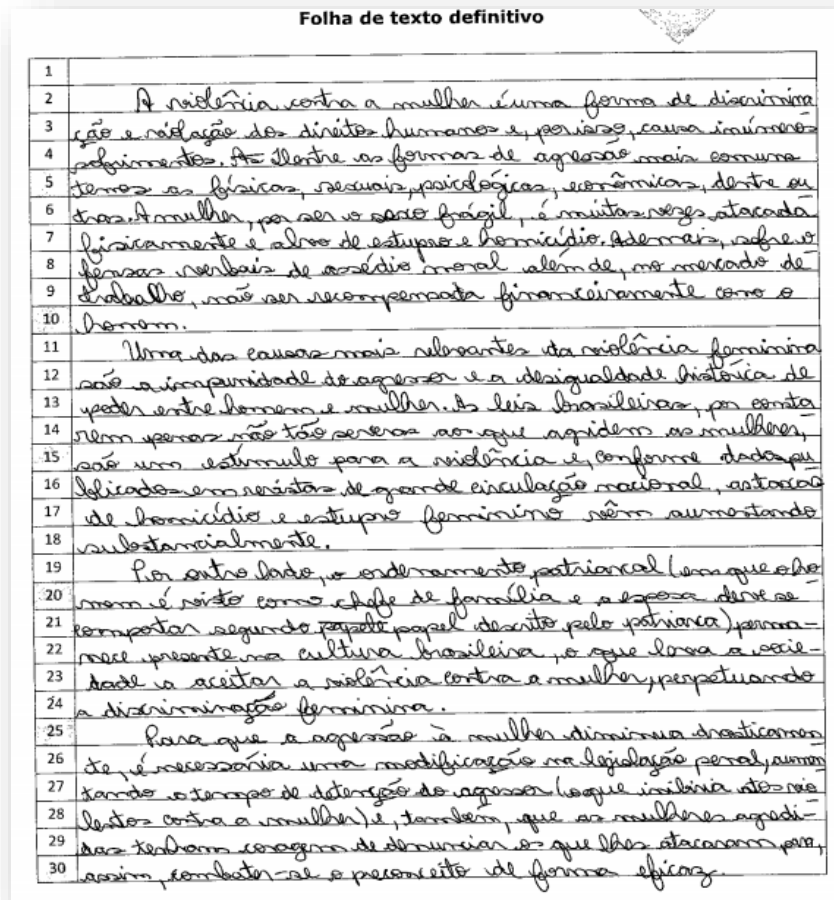 Folha de texto definitivo
1
2 A violência contra a mulher é uma forma de discrimina
3 ção e violação dos direitos humanos e, por isso, causa inúmeros
4 sofrimentos. As Dentre as formas de agressão mais comuns
5 temos as físicas, sexuais, psicológicas, econômicas, dentre ou
6 tras. A mulher, por ser o sexo frágil, é muitas vezes atacada
7 fisicamente e alvo de estupro e homicídio. Ademais, sofre o
8 fensas verbais de assédio moral além de, no mercado de
9 trabalho, não ser recompensada financeiramente como o
10 homem.
11 Uma das causas mais relevantes da violência feminina
12 são a impunidade do agressor e a desigualdade histórica de
13 poder entre homem e mulher. As leis brasileiras, por consta
14 rem penas não tão severas aos que agridem as mulheres,
15 são um estímulo para a violência e, conforme dados pu
16 blicados em revistas de grande circulação nacional, as taxas
17 de homicídio e estupro feminino vêm aumentando
18 substancialmente.
19 Por outro lado, o ordenamento patriarcal (em que o ho
20 mem é visto como chefe de família e a esposa deve se
21 comportar segundo papele papel descrito pelo patriarca) perma-
22 nece presente na cultura brasileira, o que leva a socie-
23 dade a aceitar a violência contra a mulher, perpetuando
24 a discriminação feminina.
25 Para que a agressão à mulher diminua drasticamen
26 te, é necessária uma modificação na legislação penal, aumen
27 tando o tempo de detenção do agressor (o que inibiria atos vio
28 lentos contra a mulher) e, também, que as mulheres agredi-
29 das tenham coragem de denunciar os que lhes atacaram, para,
30 assim, combater-se o preconceito de forma eficaz.